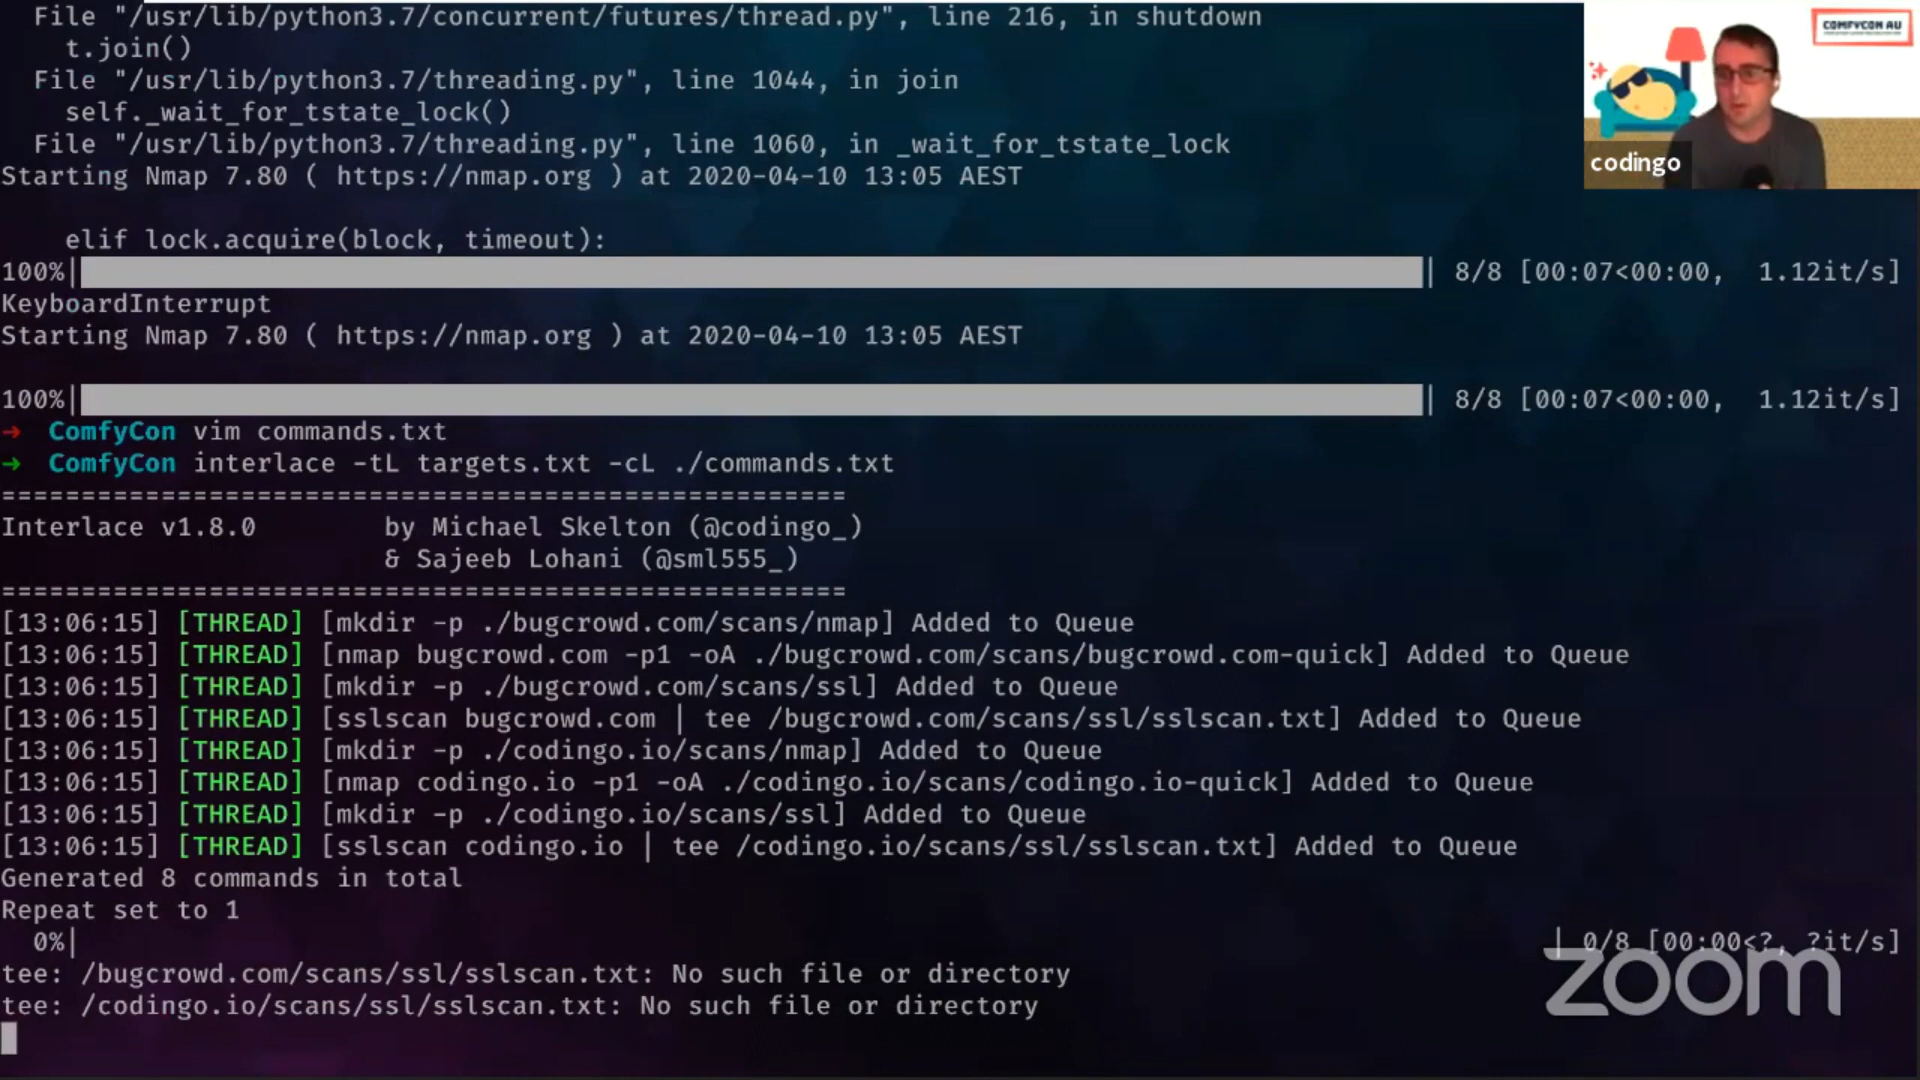 File "/usr/lib/python3.7/concurrent/futures/thread.py", line 216, in shutdown
t.join()
File "/usr/lib/python3.7/threading.py", line 1044, in join
self._wait_for_tstate_lock()
File "/usr/lib/python3.7/threading.py", line 1060, in _wait_for_tstate_lock
Starting Nmap 7.80 ( https://nmap.org ) at 2020-04-10 13:05 AEST
elif lock.acquire(block, timeout):
100%| | 8/8 [00:07<00:00, 1.12it/s]
KeyboardInterrupt
Starting Nmap 7.80 ( https://nmap.org ) at 2020-04-10 13:05 AEST
100%| | 8/8 [00:07<00:00, 1.12it/s]
→ ComfyCon vim commands.txt
→ ComfyCon interlace -tL targets.txt -cL ./commands.txt
=====================================================
Interlace v1.8.0 by Michael Skelton (@codingo_)
& Sajeeb Lohani (@sml555_)
=====================================================
[13:06:15] [THREAD] [mkdir -p ./bugcrowd.com/scans/nmap] Added to Queue
[13:06:15] [THREAD] [nmap bugcrowd.com -p1 -oA ./bugcrowd.com/scans/bugcrowd.com-quick] Added to Queue
[13:06:15] [THREAD] [mkdir -p ./bugcrowd.com/scans/ssl] Added to Queue
[13:06:15] [THREAD] [sslscan bugcrowd.com | tee /bugcrowd.com/scans/ssl/sslscan.txt] Added to Queue
[13:06:15] [THREAD] [mkdir -p ./codingo.io/scans/nmap] Added to Queue
[13:06:15] [THREAD] [nmap codingo.io -p1 -oA ./codingo.io/scans/codingo.io-quick] Added to Queue
[13:06:15] [THREAD] [mkdir -p ./codingo.io/scans/ssl] Added to Queue
[13:06:15] [THREAD] [sslscan codingo.io | tee /codingo.io/scans/ssl/sslscan.txt] Added to Queue
Generated 8 commands in total
Repeat set to 1
0%| | 0/8 [00:00<?, ?it/s]
tee: /bugcrowd.com/scans/ssl/sslscan.txt: No such file or directory
tee: /codingo.io/scans/ssl/sslscan.txt: No such file or directory
COMFYCON AU
codingo
zoom